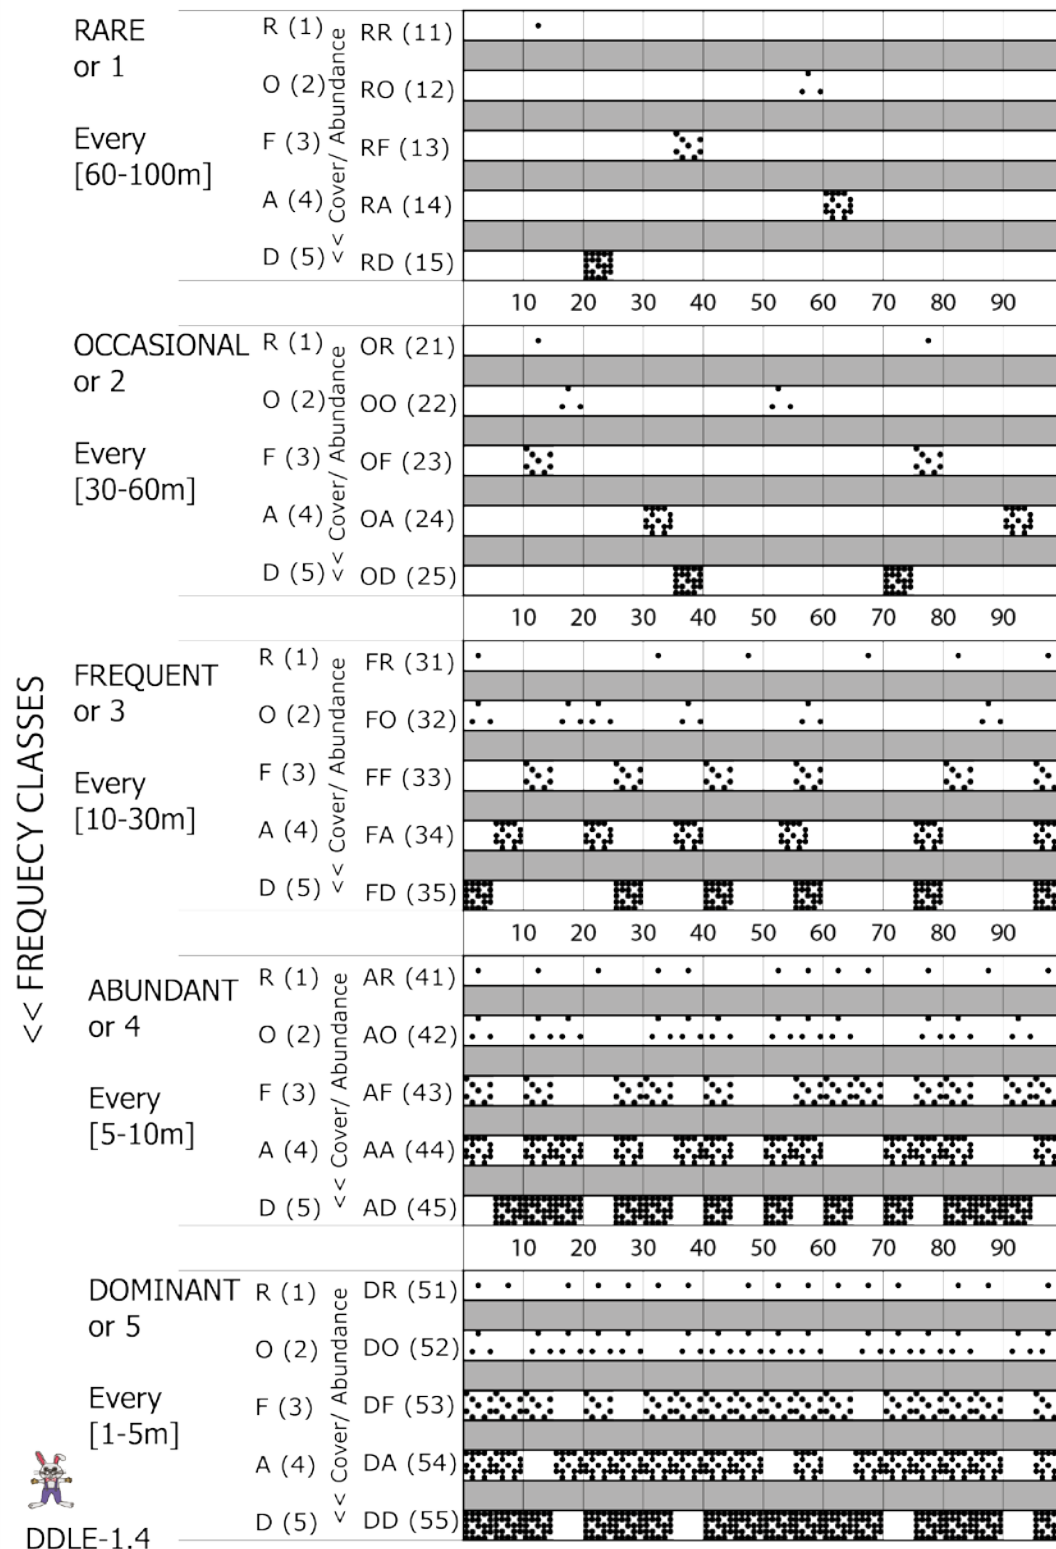 << FREQUECY CLASSES
RARE
or 1
Every
[60-100m]
<< Cover/ Abundance
R (1) RR (11)
O (2) RO (12)
F (3) RF (13)
A (4) RA (14)
D (5) RD (15)
10 20 30 40 50 60 70 80 90
OCCASIONAL
or 2
Every
[30-60m]
<< Cover/ Abundance
R (1) OR (21)
O (2) OO (22)
F (3) OF (23)
A (4) OA (24)
D (5) OD (25)
10 20 30 40 50 60 70 80 90
FREQUENT
or 3
Every
[10-30m]
<< Cover/ Abundance
R (1) FR (31)
O (2) FO (32)
F (3) FF (33)
A (4) FA (34)
D (5) FD (35)
10 20 30 40 50 60 70 80 90
ABUNDANT
or 4
Every
[5-10m]
<< Cover/ Abundance
R (1) AR (41)
O (2) AO (42)
F (3) AF (43)
A (4) AA (44)
D (5) AD (45)
10 20 30 40 50 60 70 80 90
DOMINANT
or 5
Every
[1-5m]
<< Cover/ Abundance
R (1) DR (51)
O (2) DO (52)
F (3) DF (53)
A (4) DA (54)
D (5) DD (55)
DDLE-1.4